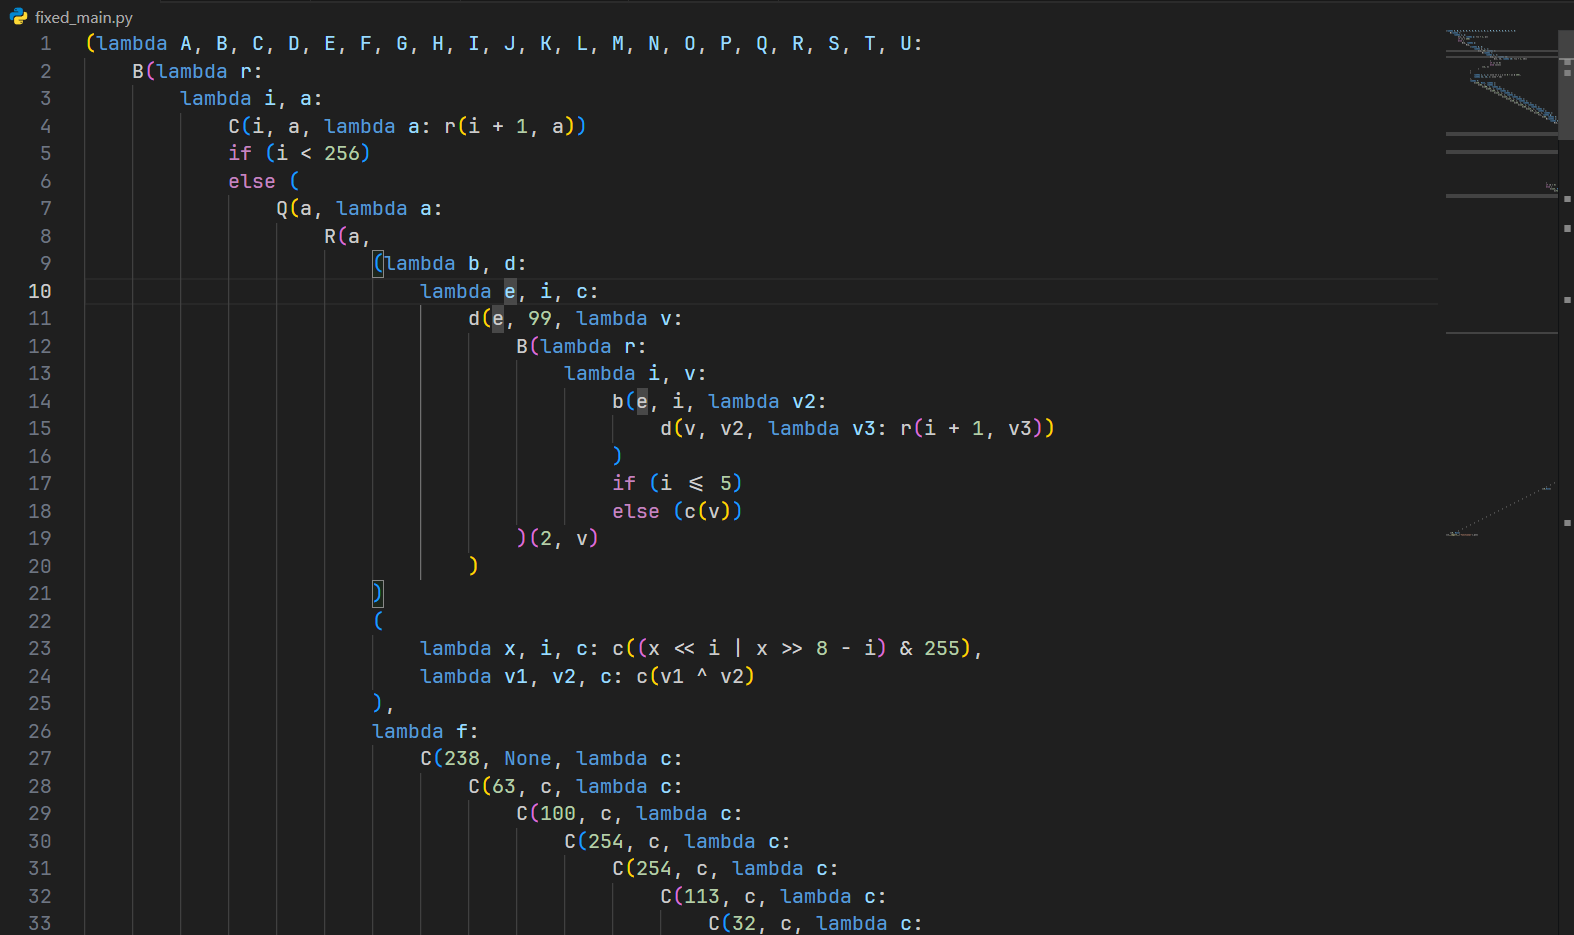 fixed_main.py
1 (lambda A, B, C, D, E, F, G, H, I, J, K, L, M, N, O, P, Q, R, S, T, U:
2 B(lambda r:
3 lambda i, a:
4 C(i, a, lambda a: r(i + 1, a))
5 if (i < 256)
6 else (
7 Q(a, lambda a:
8 R(a,
9 (lambda b, d:
10 lambda e, i, c:
11 d(e, 99, lambda v:
12 B(lambda r:
13 lambda i, v:
14 b(e, i, lambda v2:
15 d(v, v2, lambda v3: r(i + 1, v3))
16 )
17 if (i <= 5)
18 else (c(v))
19 )(2, v)
20 )
21 )
22 (
23 lambda x, i, c: c((x << i | x >> 8 - i) & 255),
24 lambda v1, v2, c: c(v1 ^ v2)
25 ),
26 lambda f:
27 C(238, None, lambda c:
28 C(63, c, lambda c:
29 C(100, c, lambda c:
30 C(254, c, lambda c:
31 C(254, c, lambda c:
32 C(113, c, lambda c:
33 C(32, c, lambda c: